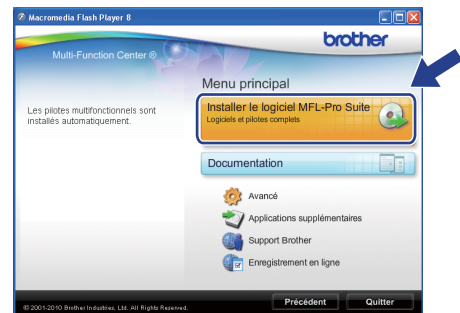 Macromedia Flash Player 8
brother
Multi-Function Center ®
Menu principal
Les pilotes multifonctionnels sont
installés automatiquement.
Installer le logiciel MFL-Pro Suite
Logiciels et pilotes complets
Documentation
Avancé
Applications supplémentaires
Support Brother
Enregistrement en ligne
© 2001-2010 Brother Industries, Ltd. All Rights Reserved.
Précédent
Quitter